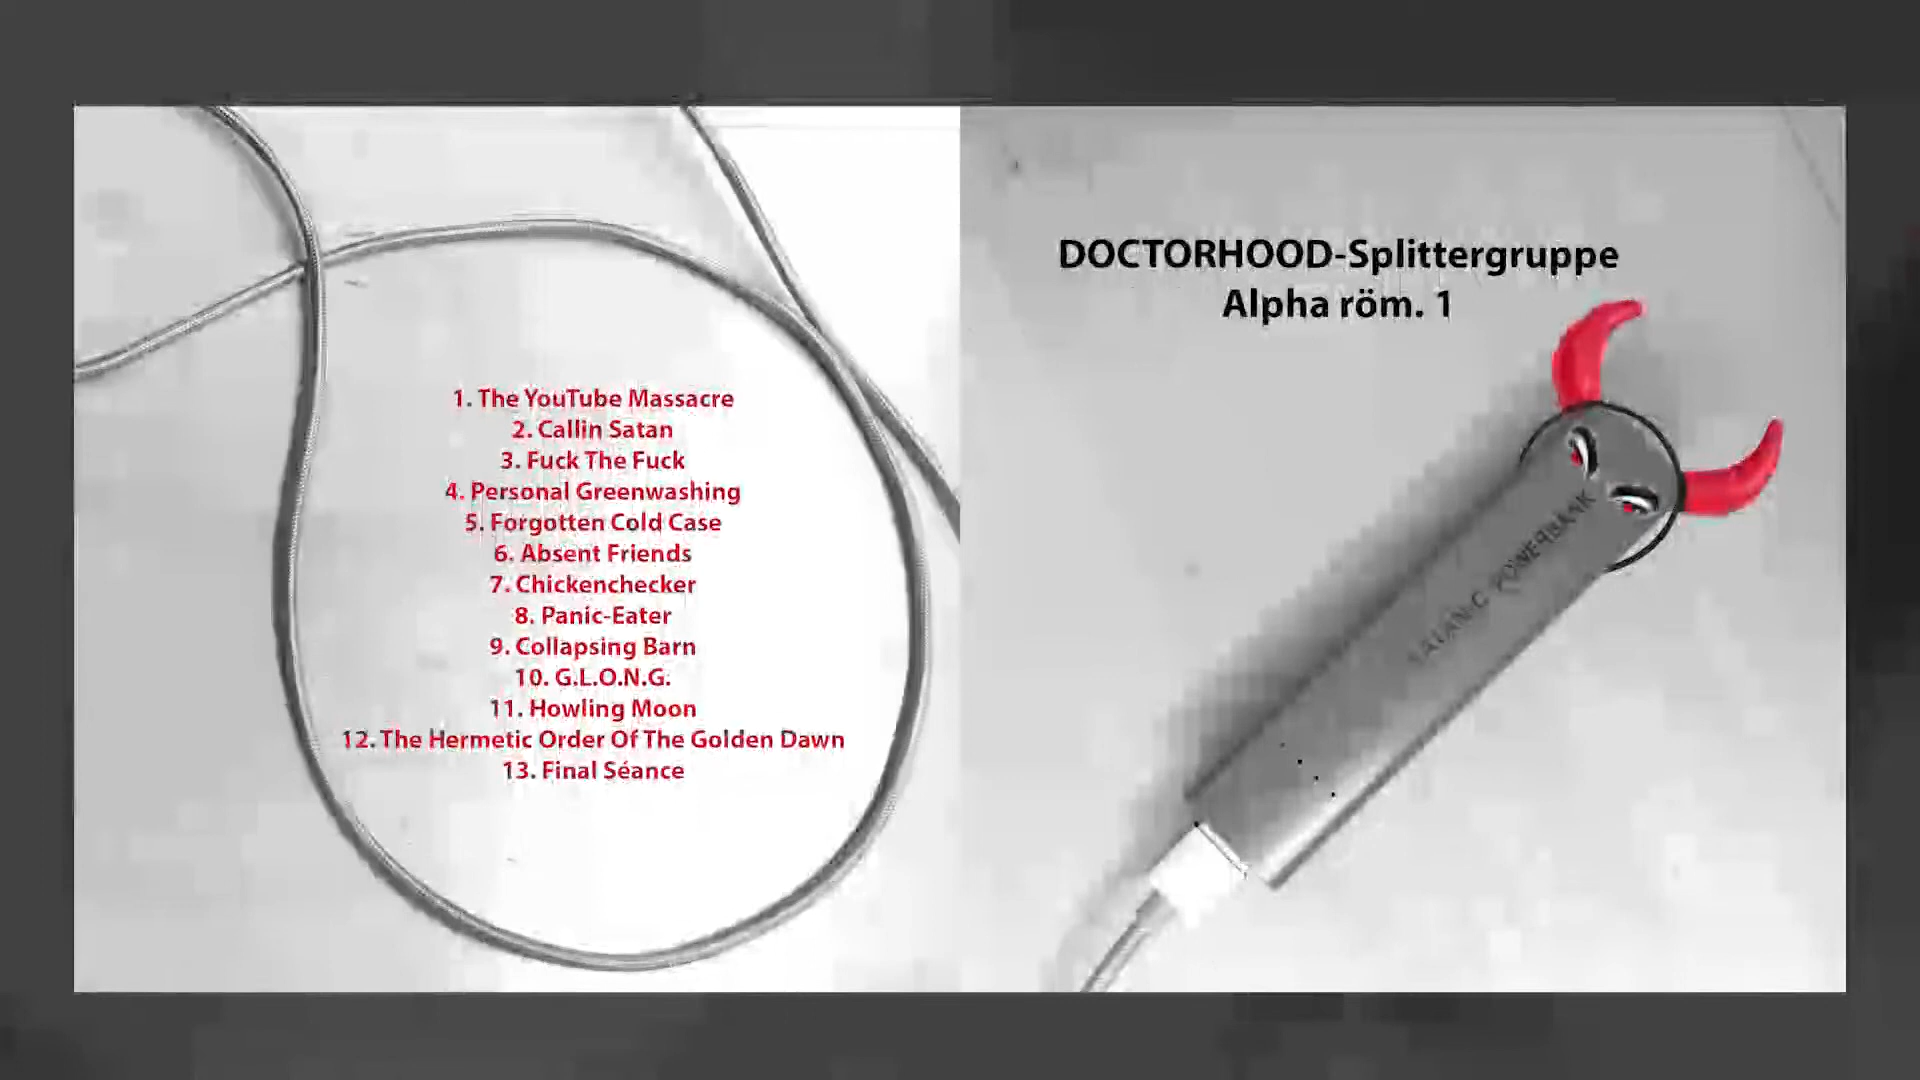 1. The YouTube Massacre
2. Callin Satan
3. Fuck The Fuck
4. Personal Greenwashing
5. Forgotten Cold Case
6. Absent Friends
7. Chickenchecker
8. Panic-Eater
9. Collapsing Barn
10. G.L.O.N.G.
11. Howling Moon
12. The Hermetic Order Of The Golden Dawn
13. Final Séance
DOCTORHOOD-Splittergruppe
Alpha röm. 1
SATANIC POWERBANK